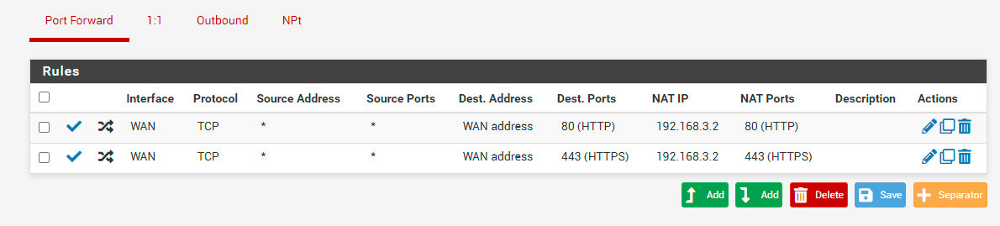 Port Forward 1:1 Outbound NPt
Rules
Interface Protocol Source Address Source Ports Dest. Address Dest. Ports NAT IP NAT Ports Description Actions
WAN TCP * * WAN address 80 (HTTP) 192.168.3.2 80 (HTTP)
WAN TCP * * WAN address 443 (HTTPS) 192.168.3.2 443 (HTTPS)
Add Add Delete Save Separator